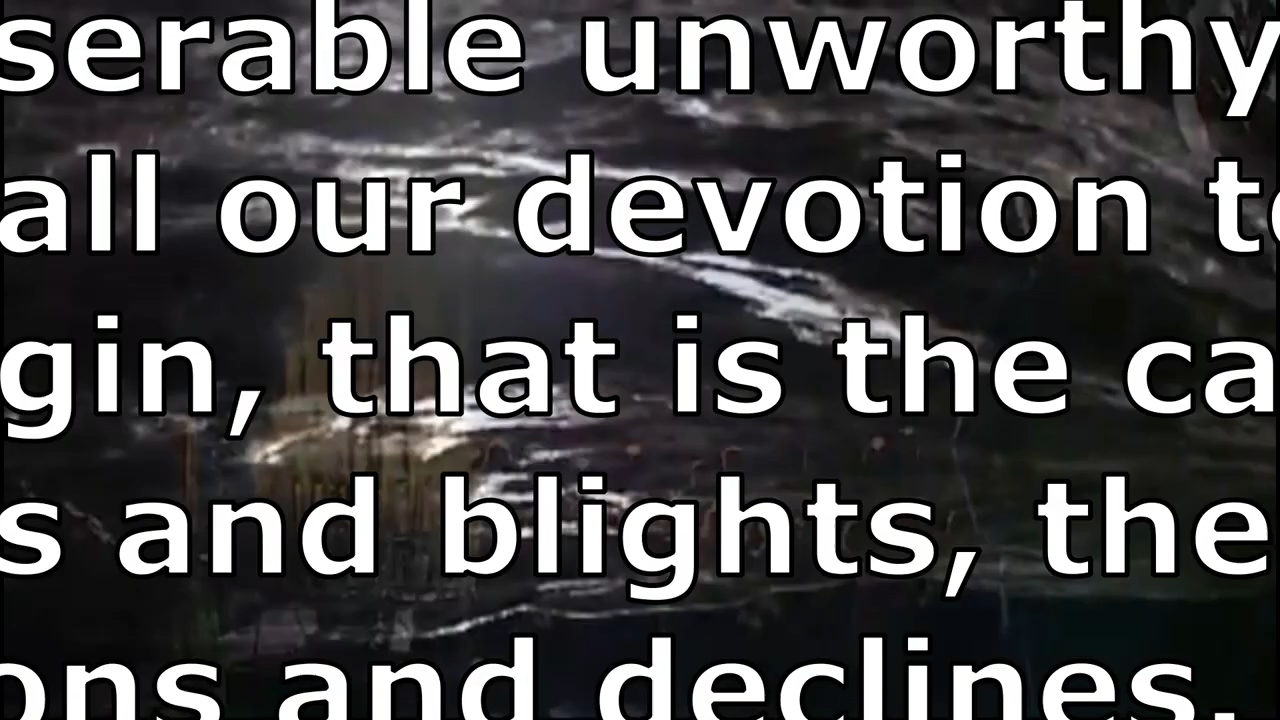 serable unworthy
all our devotion to
gin, that is the ca
s and blights, the
ons and declines.